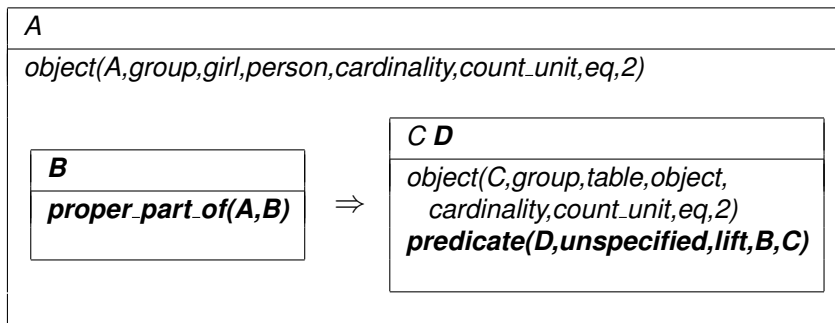 A
object(A,group,girl,person,cardinality,count_unit,eq,2)
B
proper_part_of(A,B)
⇒
C D
object(C,group,table,object,
cardinality,count_unit,eq,2)
predicate(D,unspecified,lift,B,C)